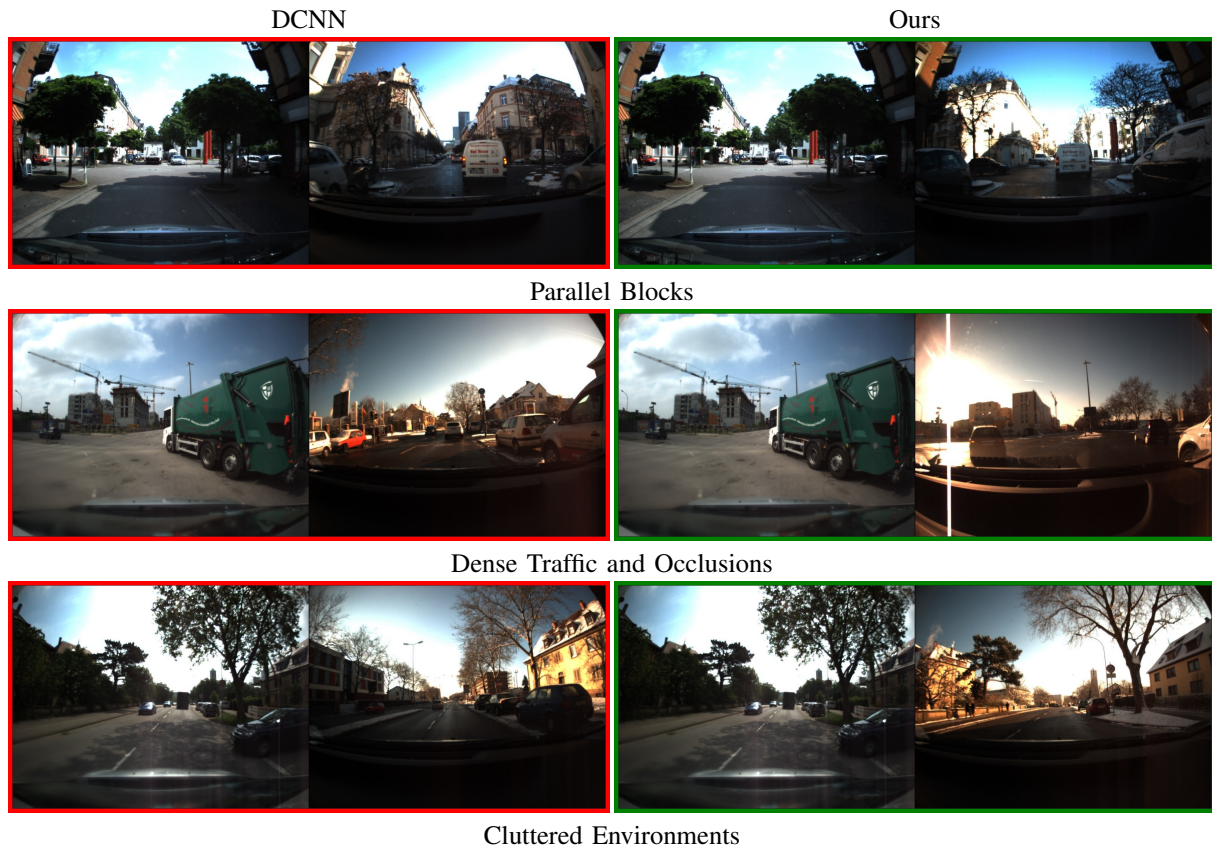 DCNN
Ours
Parallel Blocks
Dense Traffic and Occlusions
Cluttered Environments